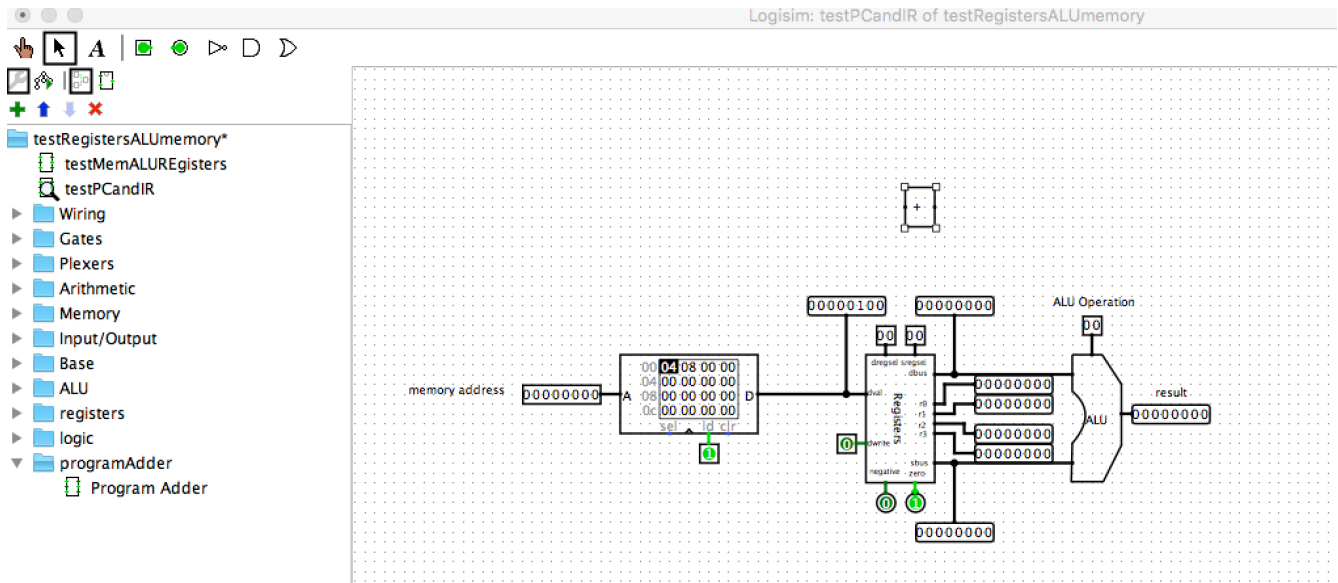 Logisim: testPCandIR of testRegistersALUmemory
A
testRegistersALUmemory*
testMemALUREgisters
testPCandIR
Wiring
Gates
Plexers
Arithmetic
Memory
Input/Output
Base
ALU
registers
logic
programAdder
Program Adder
+
00000100
00000000
ALU Operation
00
00 00
dregsel sregsel
dbus
memory address
00000000
A
00 04 08 00 00
04 00 00 00 00
08 00 00 00 00
0c 00 00 00 00
D
sel ld clr
1
dval
Registers
r0
r1
r2
r3
00000000
00000000
00000000
00000000
ALU
result
00000000
0
dwrite
sbus
negative zero
0
1
00000000